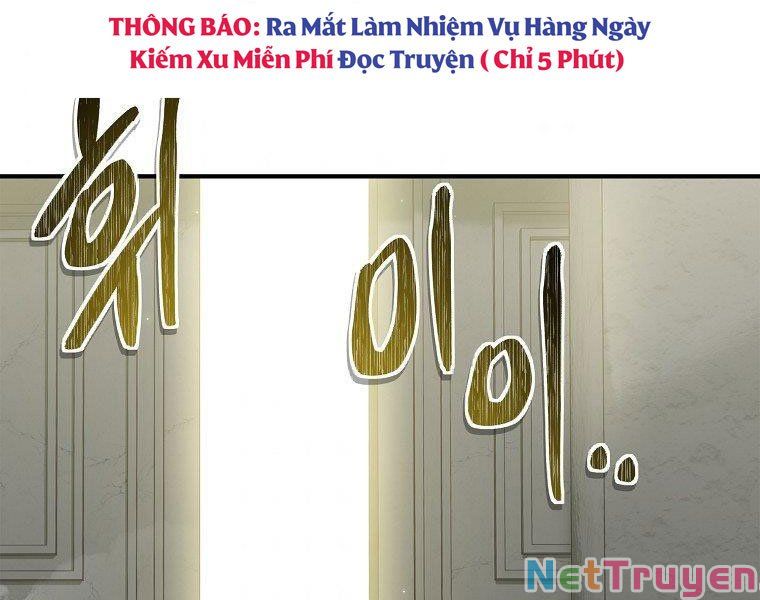 THÔNG BÁO: Ra Mắt Làm Nhiệm Vụ Hàng Ngày
Kiếm Xu Miễn Phí Đọc Truyện ( Chỉ 5 Phút)
휘이이..
NetTruyen